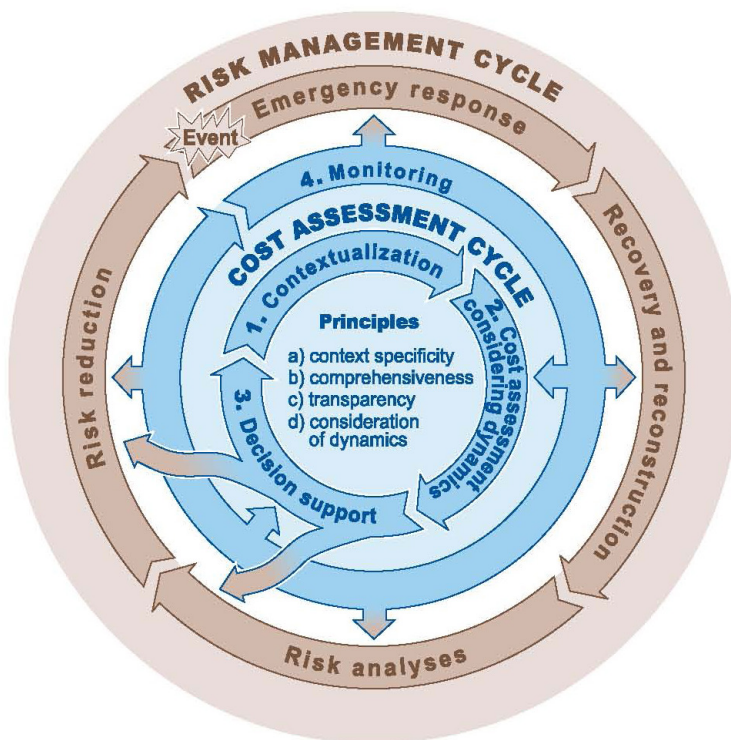 RISK MANAGEMENT CYCLE
Emergency response
Event
4. Monitoring
COST ASSESSMENT CYCLE
1. Contextualization
2. Cost assessment
considering dynamics
3. Decision support
Principles
a) context specificity
b) comprehensiveness
c) transparency
d) consideration
of dynamics
Recovery and reconstruction
Risk analyses
Risk reduction